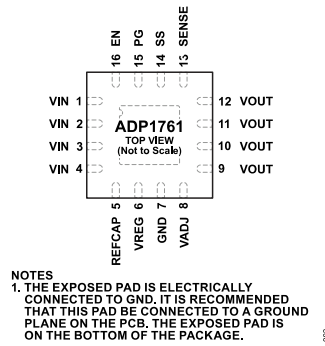 16 EN
15 PG
14 SS
13 SENSE
VIN 1
VIN 2
VIN 3
VIN 4
ADP1761
TOP VIEW
(Not to Scale)
12 VOUT
11 VOUT
10 VOUT
9 VOUT
REFCAP 5
VREG 6
GND 7
VADJ 8
NOTES
1. THE EXPOSED PAD IS ELECTRICALLY
CONNECTED TO GND. IT IS RECOMMENDED
THAT THIS PAD BE CONNECTED TO A GROUND
PLANE ON THE PCB. THE EXPOSED PAD IS
ON THE BOTTOM OF THE PACKAGE.